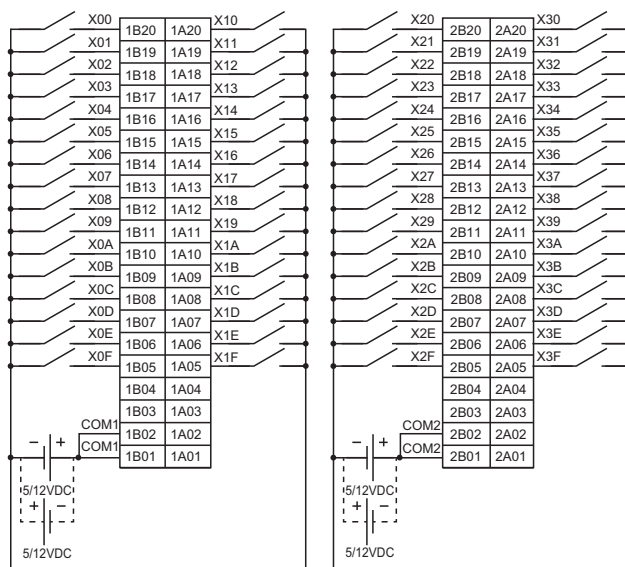 X00 1B20 1A20 X10 X20 2B20 2A20 X30
X01 1B19 1A19 X11 X21 2B19 2A19 X31
X02 1B18 1A18 X12 X22 2B18 2A18 X32
X03 1B17 1A17 X13 X23 2B17 2A17 X33
X04 1B16 1A16 X14 X24 2B16 2A16 X34
X05 1B15 1A15 X15 X25 2B15 2A15 X35
X06 1B14 1A14 X16 X26 2B14 2A14 X36
X07 1B13 1A13 X17 X27 2B13 2A13 X37
X08 1B12 1A12 X18 X28 2B12 2A12 X38
X09 1B11 1A11 X19 X29 2B11 2A11 X39
X0A 1B10 1A10 X1A X2A 2B10 2A10 X3A
X0B 1B09 1A09 X1B X2B 2B09 2A09 X3B
X0C 1B08 1A08 X1C X2C 2B08 2A08 X3C
X0D 1B07 1A07 X1D X2D 2B07 2A07 X3D
X0E 1B06 1A06 X1E X2E 2B06 2A06 X3E
X0F 1B05 1A05 X1F X2F 2B05 2A05 X3F
1B04 1A04 2B04 2A04
1B03 1A03 2B03 2A03
COM1 1B02 1A02 COM2 2B02 2A02
− + COM1 1B01 1A01 − + COM2 2B01 2A01
5/12VDC 5/12VDC
+ − + −
5/12VDC 5/12VDC